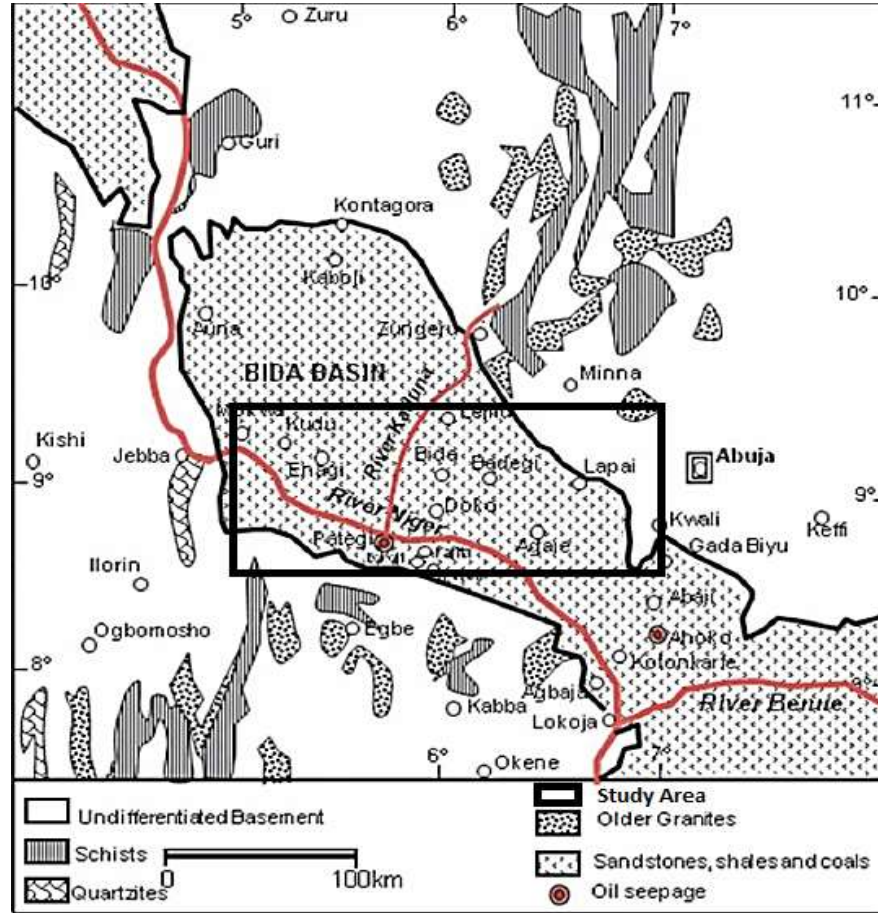 5°
6°
7°
Zuru
11°
Guri
Kontagora
Kaboji
10°
10°
Auna
Zungeru
BIDA BASIN
Minna
River Kaduna
Kudu
Kishi
Jebba
Enagi
Bida
Badegi
Lapai
Abuja
9°
9°
River Niger
Doko
Kwali
Keffi
Pategi
Agaie
Gada Biyu
Ilorin
Abaji
Ogbomosho
Egbe
Ahoko
8°
Kotonkarfe
Agbaja
Kabba
River Benue
Lokoja
6°
7°
Okene
Undifferentiated Basement
Schists
Quartzites
0
100km
Study Area
Older Granites
Sandstones, shales and coals
Oil seepage